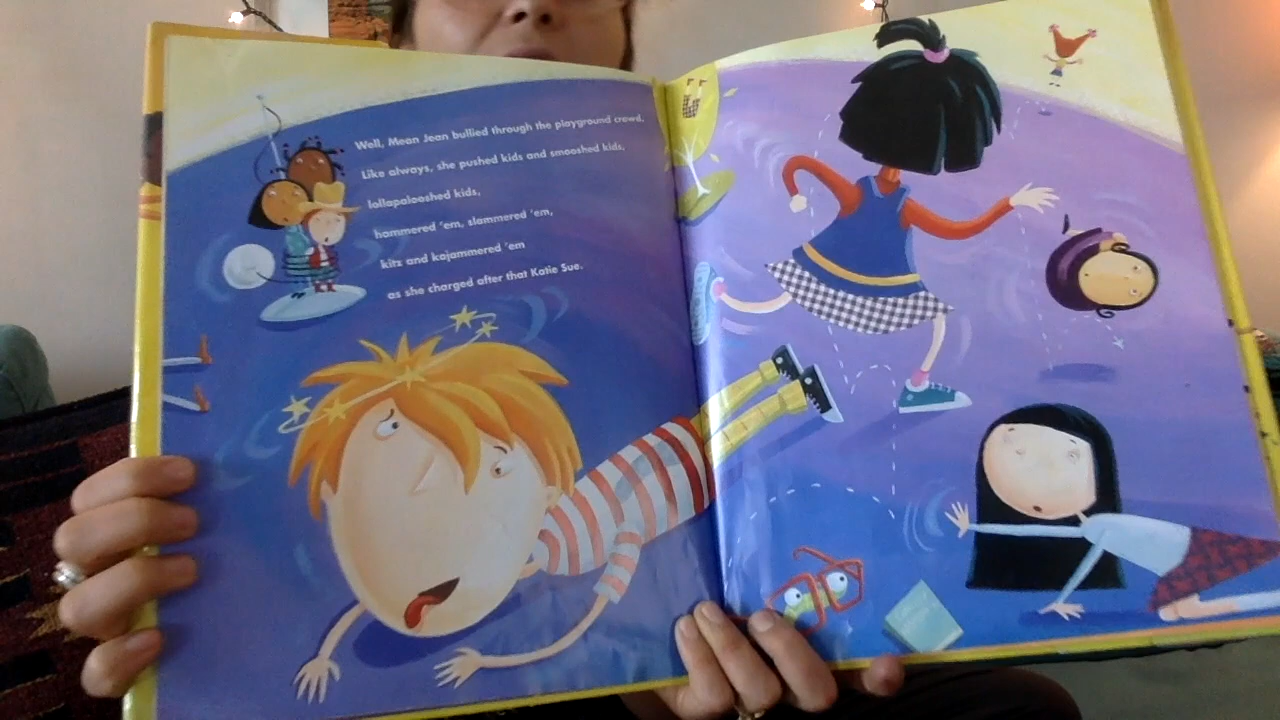 Well, Mean Jean bullied through the playground crowd.
Like always, she pushed kids and smooshed kids,
lollapalooshed kids,
hammered 'em, slammered 'em,
kitz and kajammered 'em
as she charged after that Katie Sue.